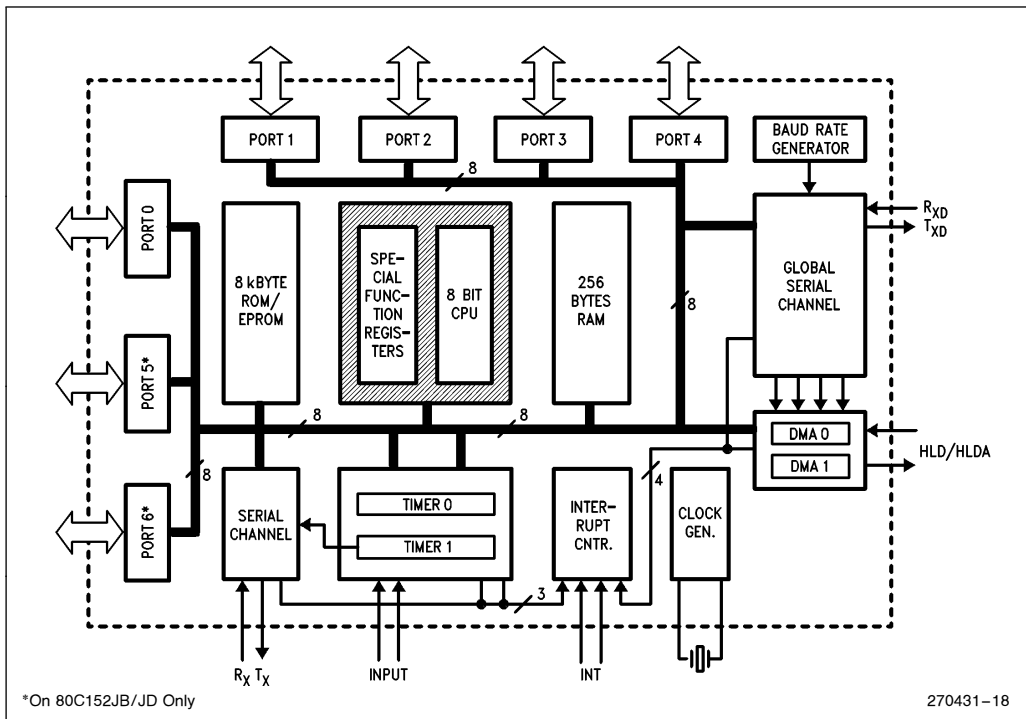 PORT 1
PORT 2
PORT 3
PORT 4
BAUD RATE
GENERATOR
8
PORT 0
8 kBYTE
ROM/
EPROM
SPE-
CIAL
FUNC-
TION
REGIS-
TERS
8 BIT
CPU
256
BYTES
RAM
8
GLOBAL
SERIAL
CHANNEL
RXD
TXD
PORT 5*
8
8
DMA 0
DMA 1
HLD/HLDA
8
PORT 6*
SERIAL
CHANNEL
TIMER 0
TIMER 1
INTER-
RUPT
CNTR.
4
CLOCK
GEN.
3
RX TX
INPUT
INT
*On 80C152JB/JD Only
270431-18